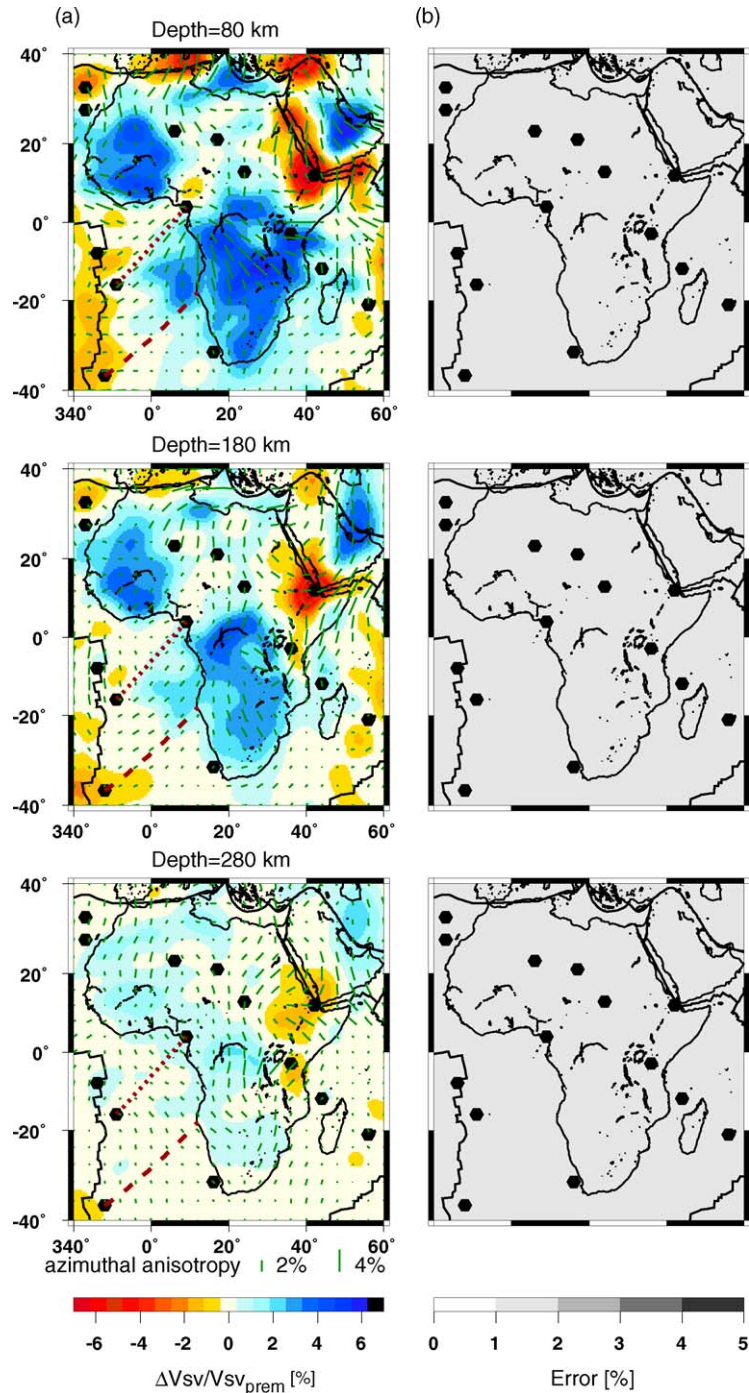 (a)
(b)
Depth=80 km
40°
20°
0°
-20°
-40°
340° 0° 20° 40° 60°
Depth=180 km
40°
20°
0°
-20°
-40°
340° 0° 20° 40° 60°
Depth=280 km
40°
20°
0°
-20°
-40°
340° 0° 20° 40° 60°
azimuthal anisotropy 2% 4%
-6 -4 -2 0 2 4 6
ΔVsv/Vsv_prem [%]
0 1 2 3 4 5
Error [%]